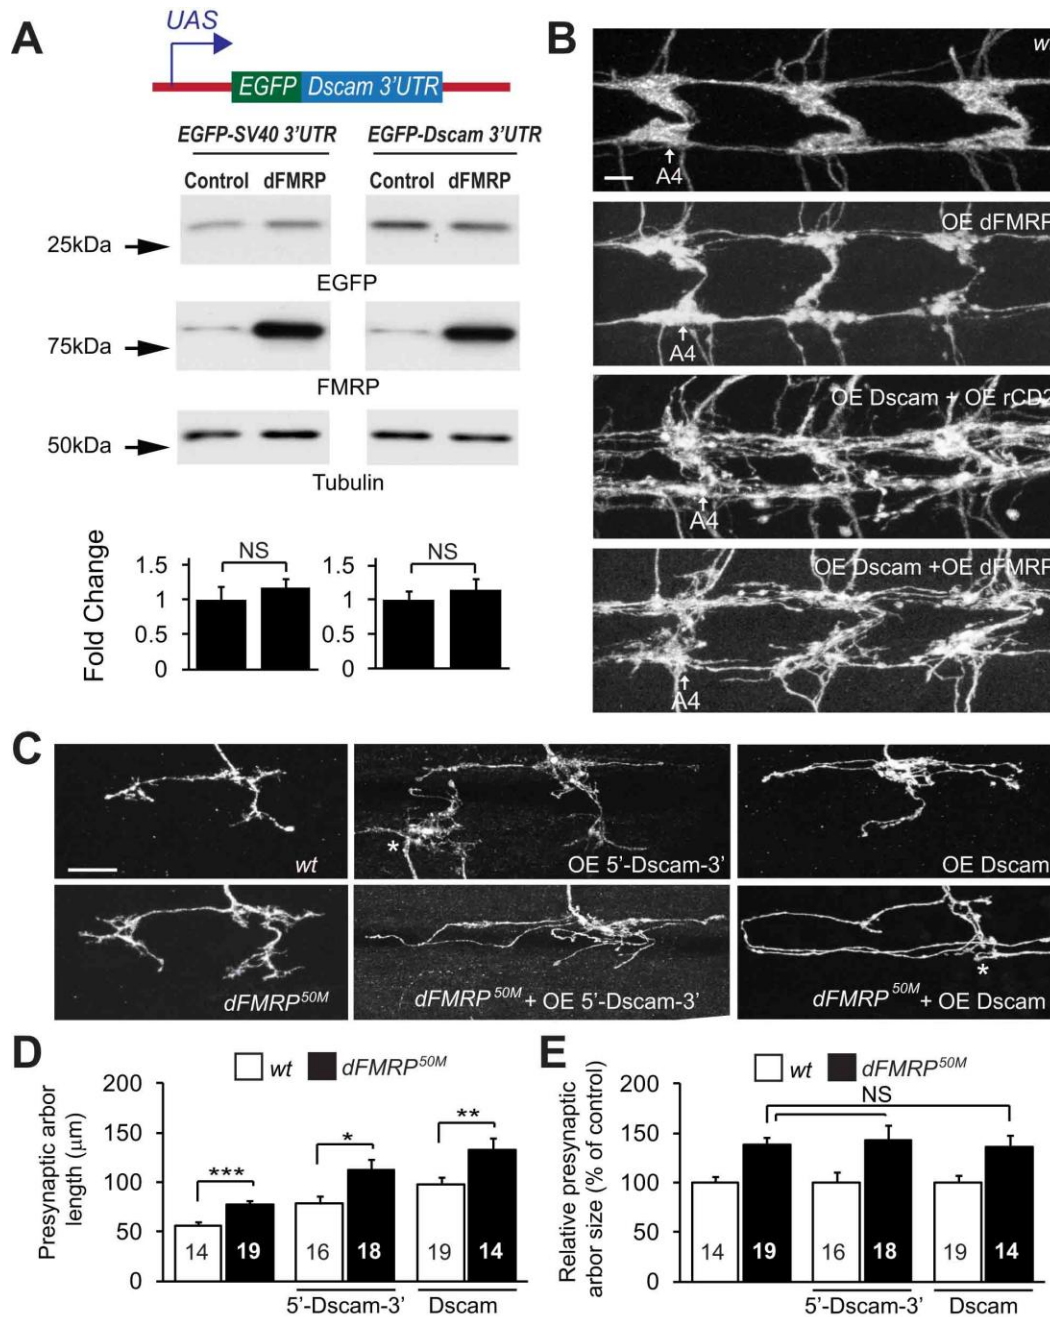 A
UAS
EGFP Dscam 3'UTR
EGFP-SV40 3'UTR EGFP-Dscam 3'UTR
Control dFMRP Control dFMRP
25kDa
EGFP
75kDa
FMRP
50kDa
Tubulin
Fold Change
NS NS
1.5 1.5
1 1
0.5 0.5
0 0
B
A4
OE dFMRP
A4
OE Dscam + OE rCD2
A4
OE Dscam +OE dFMRP
A4
C
wt
* OE 5'-Dscam-3'
OE Dscam
dFMRP50M
dFMRP 50M + OE 5'-Dscam-3'
*
dFMRP50M + OE Dscam
D
wt dFMRP50M
Presynaptic arbor
length (μm)
200
150
100
50
0
*** * **
14 19 16 18 19 14
5'-Dscam-3' Dscam
E
wt dFMRP50M
NS
Relative presynaptic
arbor size (% of control)
200
150
100
50
0
14 19 16 18 19 14
5'-Dscam-3' Dscam